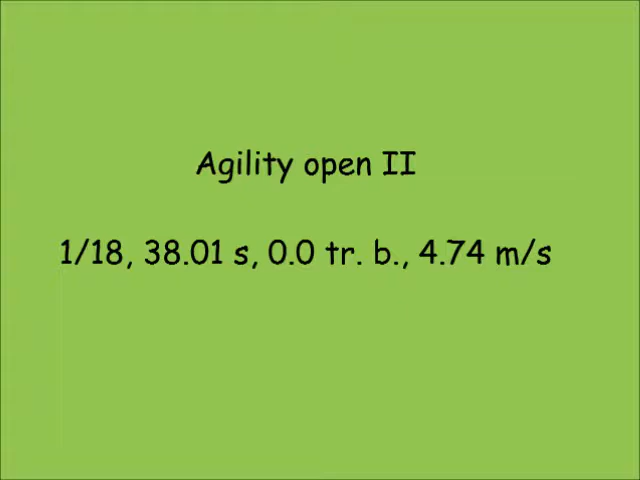 Agility open II
1/18, 38.01 s, 0.0 tr. b., 4.74 m/s